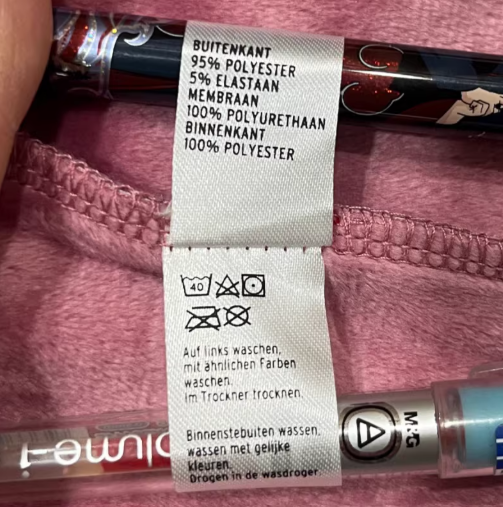 BUITENKANT
95% POLYESTER
5% ELASTAAN
MEMBRAAN
100% POLYURETHAAN
BINNENKANT
100% POLYESTER
40
Auf links waschen,
mit ähnlichen Farben
waschen.
im Trockner trocknen.
Binnenstebuiten wassen,
wassen met gelijke
kleuren.
Drogen in de wasdroger.
M&G